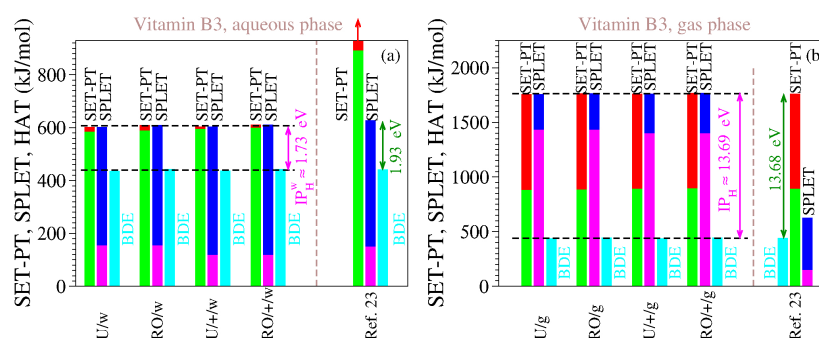 Vitamin B3, aqueous phase
SET-PT, SPLET, HAT (kJ/mol)
0
200
400
600
800
SET-PT
SPLET
SET-PT
SPLET
SET-PT
SPLET
SET-PT
SPLET
SET-PT
SPLET
(a)
BDE
BDE
BDE
BDE
BDE
IP_H^w ≈ 1.73 eV
1.93 eV
U/w
RO/w
U/+/w
RO/+/w
Ref. 23
Vitamin B3, gas phase
SET-PT, SPLET, HAT (kJ/mol)
0
500
1000
1500
2000
SET-PT
SPLET
SET-PT
SPLET
SET-PT
SPLET
SET-PT
SPLET
SET-PT
SPLET
(b)
BDE
BDE
BDE
BDE
BDE
IP_H ≈ 13.69 eV
13.68 eV
U/g
RO/g
U/+/g
RO/+/g
Ref. 23